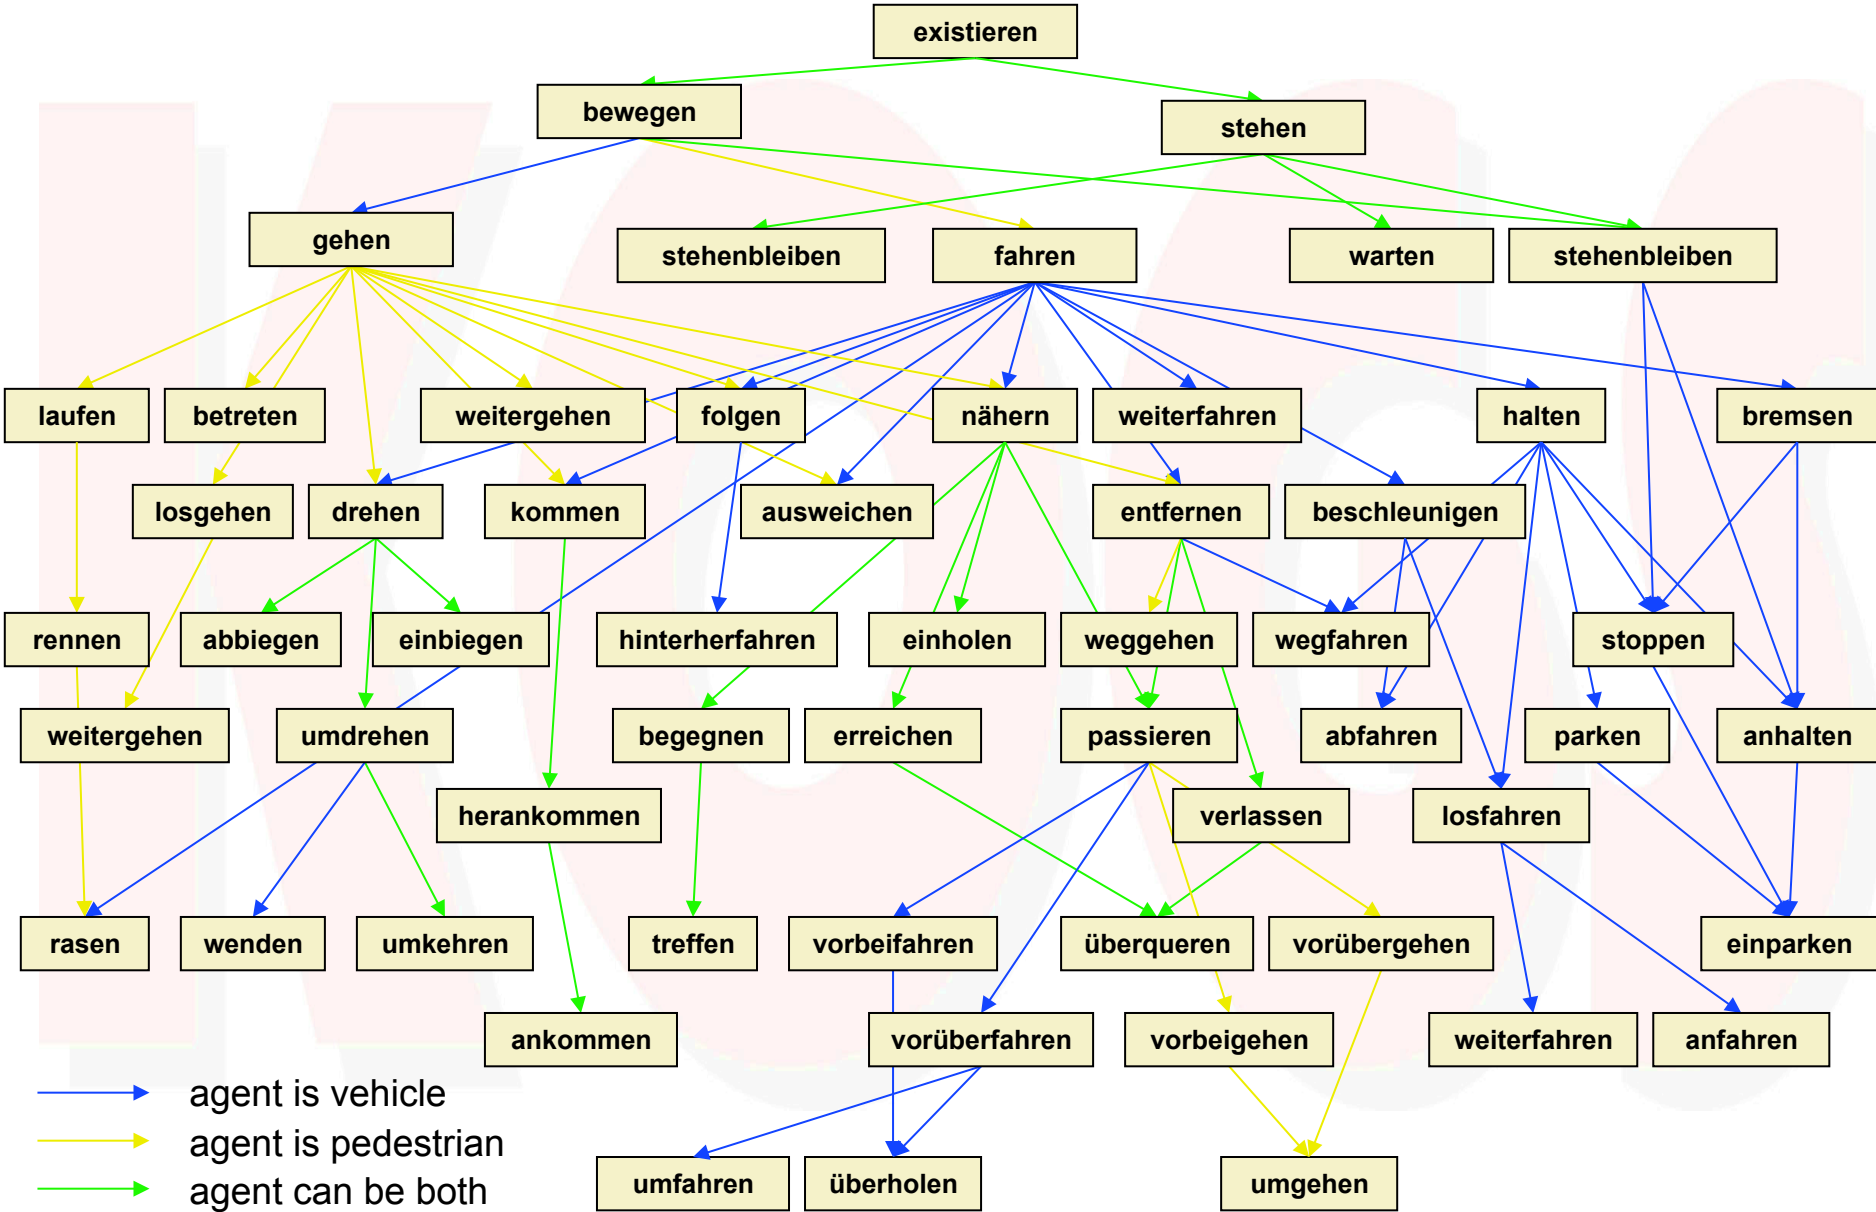 existieren
bewegen
stehen
gehen
stehenbleiben
fahren
warten
stehenbleiben
laufen
betreten
weitergehen
folgen
nähern
weiterfahren
halten
bremsen
losgehen
drehen
kommen
ausweichen
entfernen
beschleunigen
rennen
abbiegen
einbiegen
hinterherfahren
einholen
weggehen
wegfahren
stoppen
weitergehen
umdrehen
begegnen
erreichen
passieren
abfahren
parken
anhalten
herankommen
verlassen
losfahren
rasen
wenden
umkehren
treffen
vorbeifahren
überqueren
vorübergehen
einparken
ankommen
vorüberfahren
vorbeigehen
weiterfahren
anfahren
agent is vehicle
agent is pedestrian
agent can be both
umfahren
überholen
umgehen